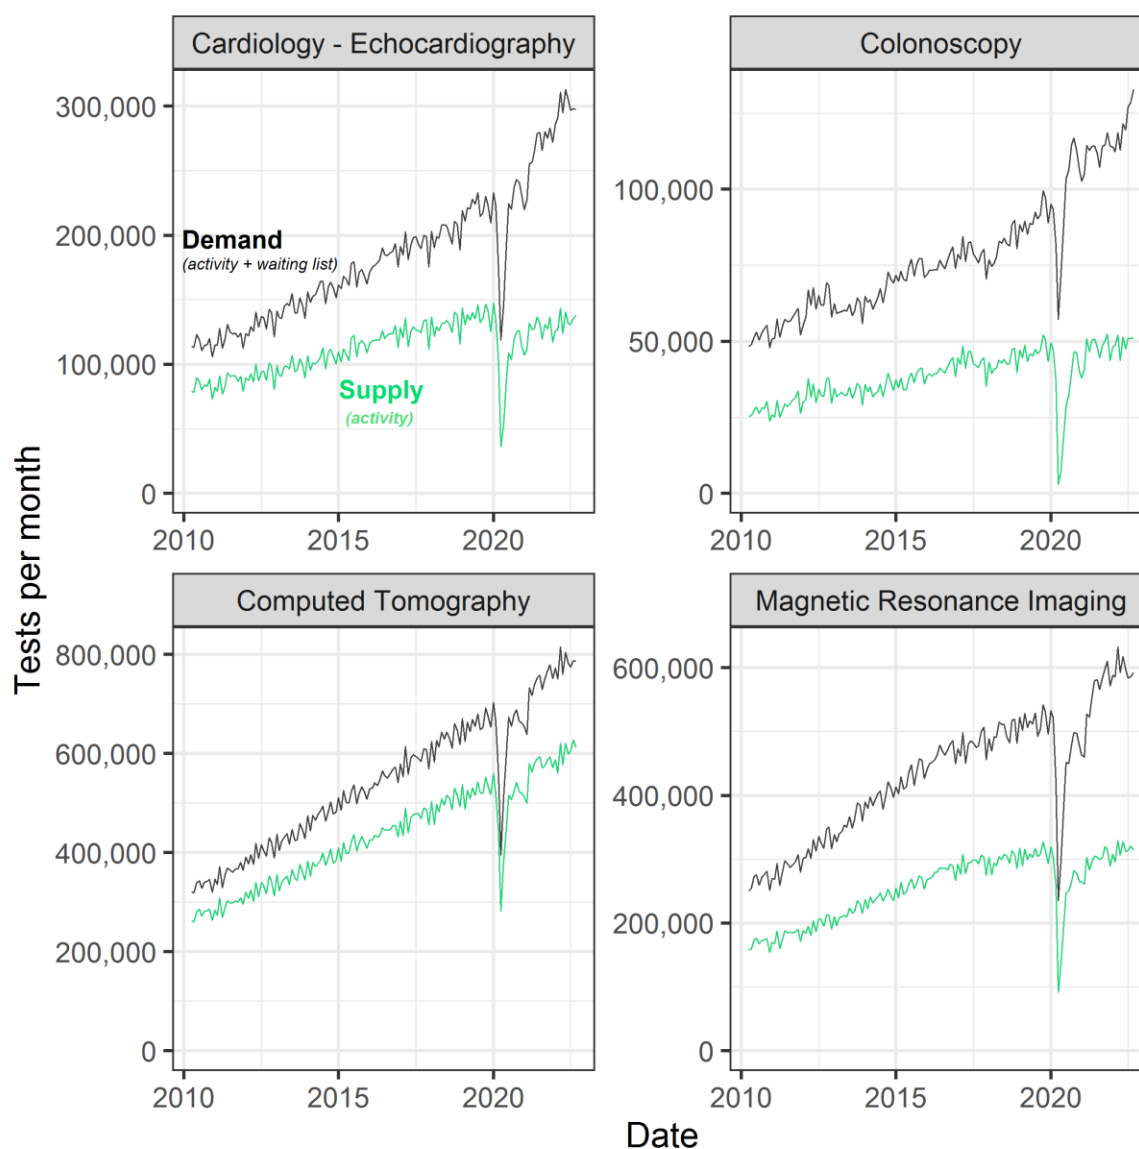 Cardiology - Echocardiography
300,000
200,000
100,000
0
Demand
(activity + waiting list)
Supply
(activity)
2010
2015
2020
Colonoscopy
100,000
50,000
0
2010
2015
2020
Computed Tomography
800,000
600,000
400,000
200,000
0
2010
2015
2020
Magnetic Resonance Imaging
600,000
400,000
200,000
0
2010
2015
2020
Tests per month
Date